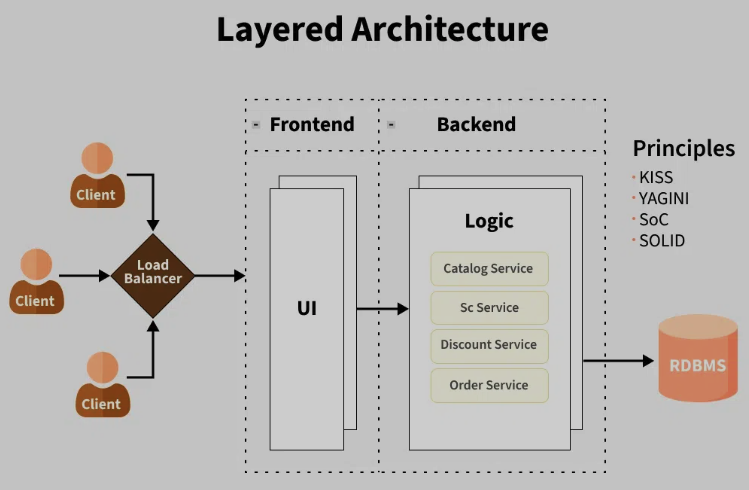 Layered Architecture
Frontend
Backend
Principles
· KISS
· YAGINI
· SoC
· SOLID
Client
Client
Client
Load
Balancer
UI
Logic
Catalog Service
Sc Service
Discount Service
Order Service
RDBMS